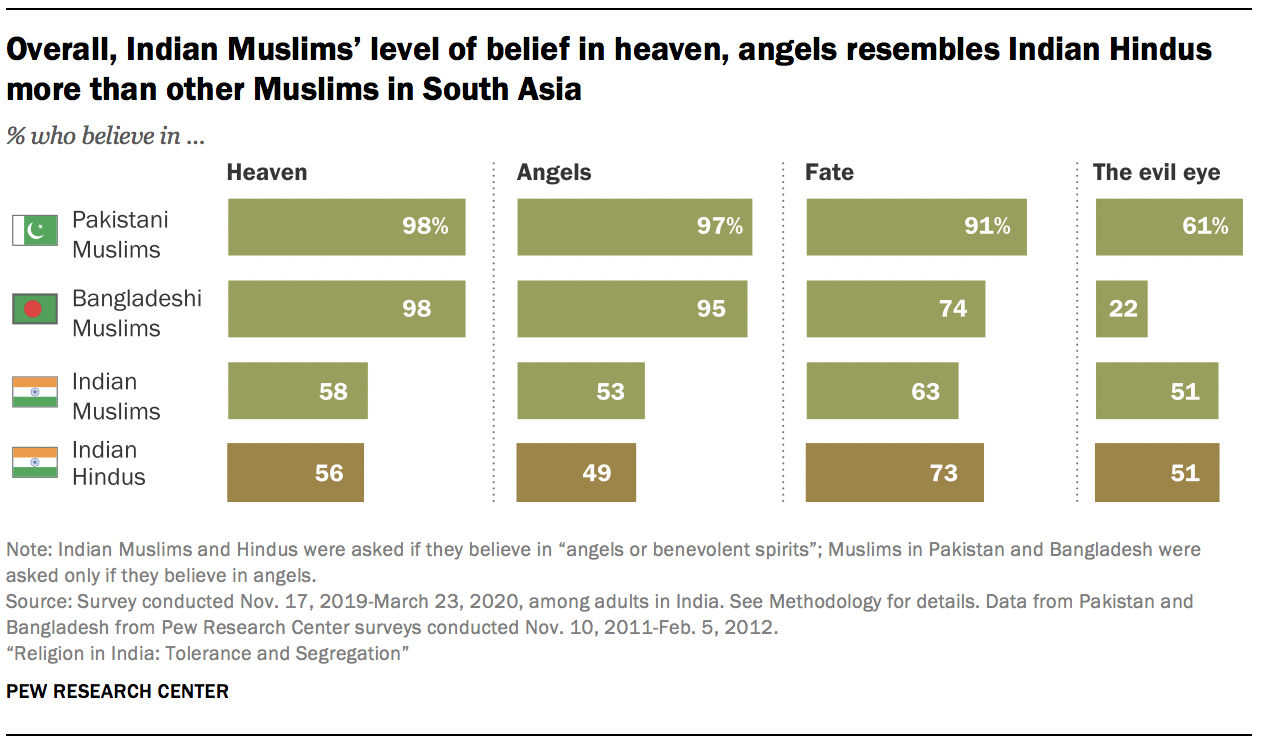 Overall, Indian Muslims’ level of belief in heaven, angels resembles Indian Hindus
more than other Muslims in South Asia
% who believe in ...
Heaven Angels Fate The evil eye
Pakistani
Muslims
98% 97% 91% 61%
Bangladeshi
Muslims
98 95 74 22
Indian
Muslims
58 53 63 51
Indian
Hindus
56 49 73 51
Note: Indian Muslims and Hindus were asked if they believe in “angels or benevolent spirits”; Muslims in Pakistan and Bangladesh were
asked only if they believe in angels.
Source: Survey conducted Nov. 17, 2019-March 23, 2020, among adults in India. See Methodology for details. Data from Pakistan and
Bangladesh from Pew Research Center surveys conducted Nov. 10, 2011-Feb. 5, 2012.
“Religion in India: Tolerance and Segregation”
PEW RESEARCH CENTER